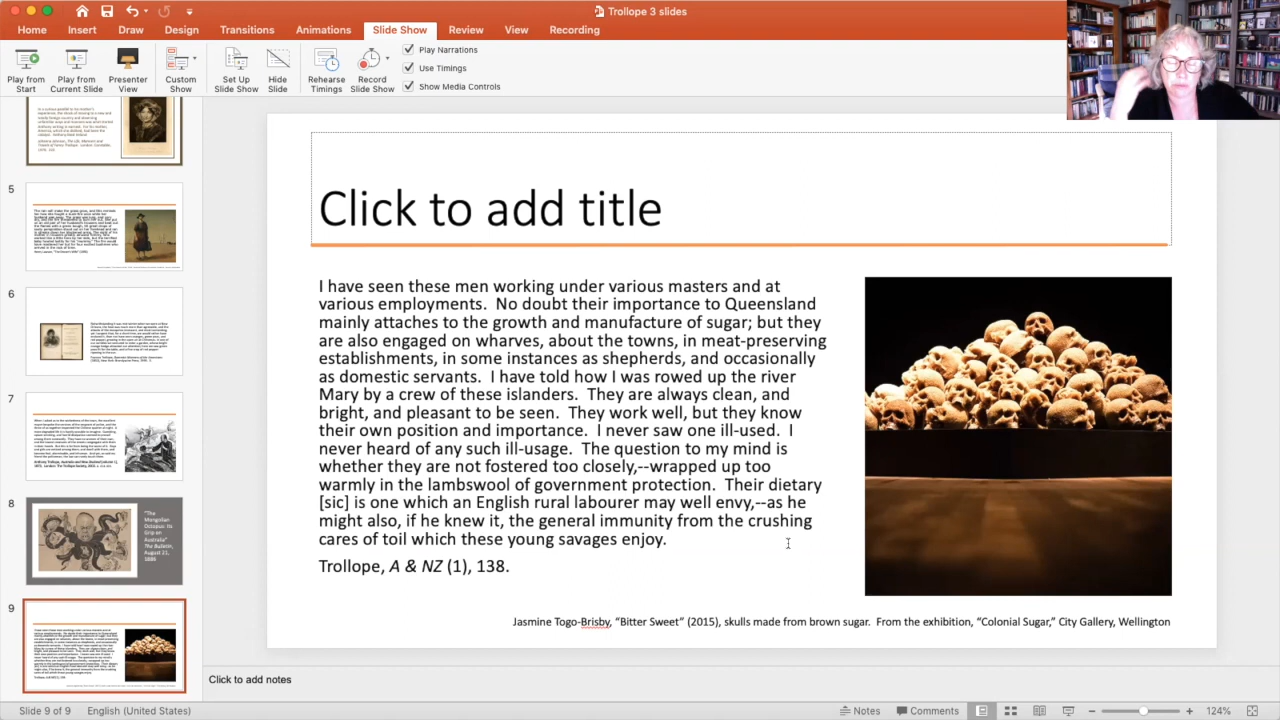 Trollope 3 slides
Home Insert Draw Design Transitions Animations Slide Show Review View Recording
Play from Start
Play from Current Slide
Presenter View
Custom Show
Set Up Slide Show
Hide Slide
Rehearse Timings
Record Slide Show
Play Narrations
Use Timings
Show Media Controls
5
6
7
8
"The
Mongolian
Octopus: Its
Grip on
Australia"
The Bulletin,
August 21,
1886
9
Click to add title
I have seen these men working under various masters and at
various employments. No doubt their importance to Queensland
mainly attaches to the growth and manufacture of sugar; but they
are also engaged on wharves, about the towns, in meat-preserving
establishments, in some instances as shepherds, and occasionally
as domestic servants. I have told how I was rowed up the river
Mary by a crew of these islanders. They are always clean, and
bright, and pleasant to be seen. They work well, but they know
their own position and importance. I never saw one ill-used. I
never heard of any such ill-usage. The question to my mind is
whether they are not fostered too closely,--wrapped up too
warmly in the lambswool of government protection. Their dietary
[sic] is one which an English rural labourer may well envy,--as he
might also, if he knew it, the general immunity from the crushing
cares of toil which these young savages enjoy.
Trollope, A & NZ (1), 138.
Jasmine Togo-Brisby, "Bitter Sweet" (2015), skulls made from brown sugar. From the exhibition, "Colonial Sugar," City Gallery, Wellington
Click to add notes
Slide 9 of 9 English (United States) Notes Comments 124%